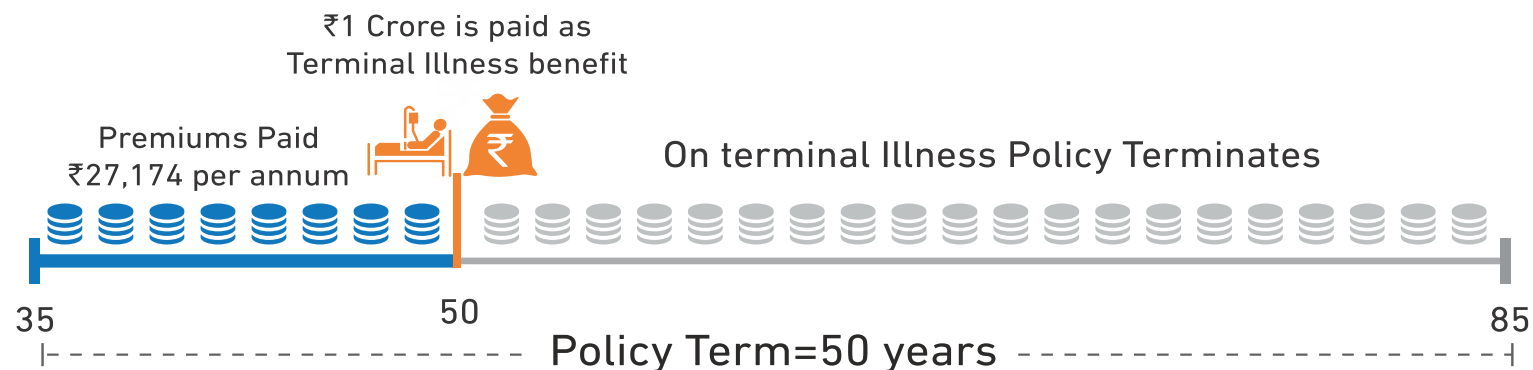 ₹1 Crore is paid as
Terminal Illness benefit
Premiums Paid
₹27,174 per annum
₹
On terminal Illness Policy Terminates
35
50
85
Policy Term=50 years